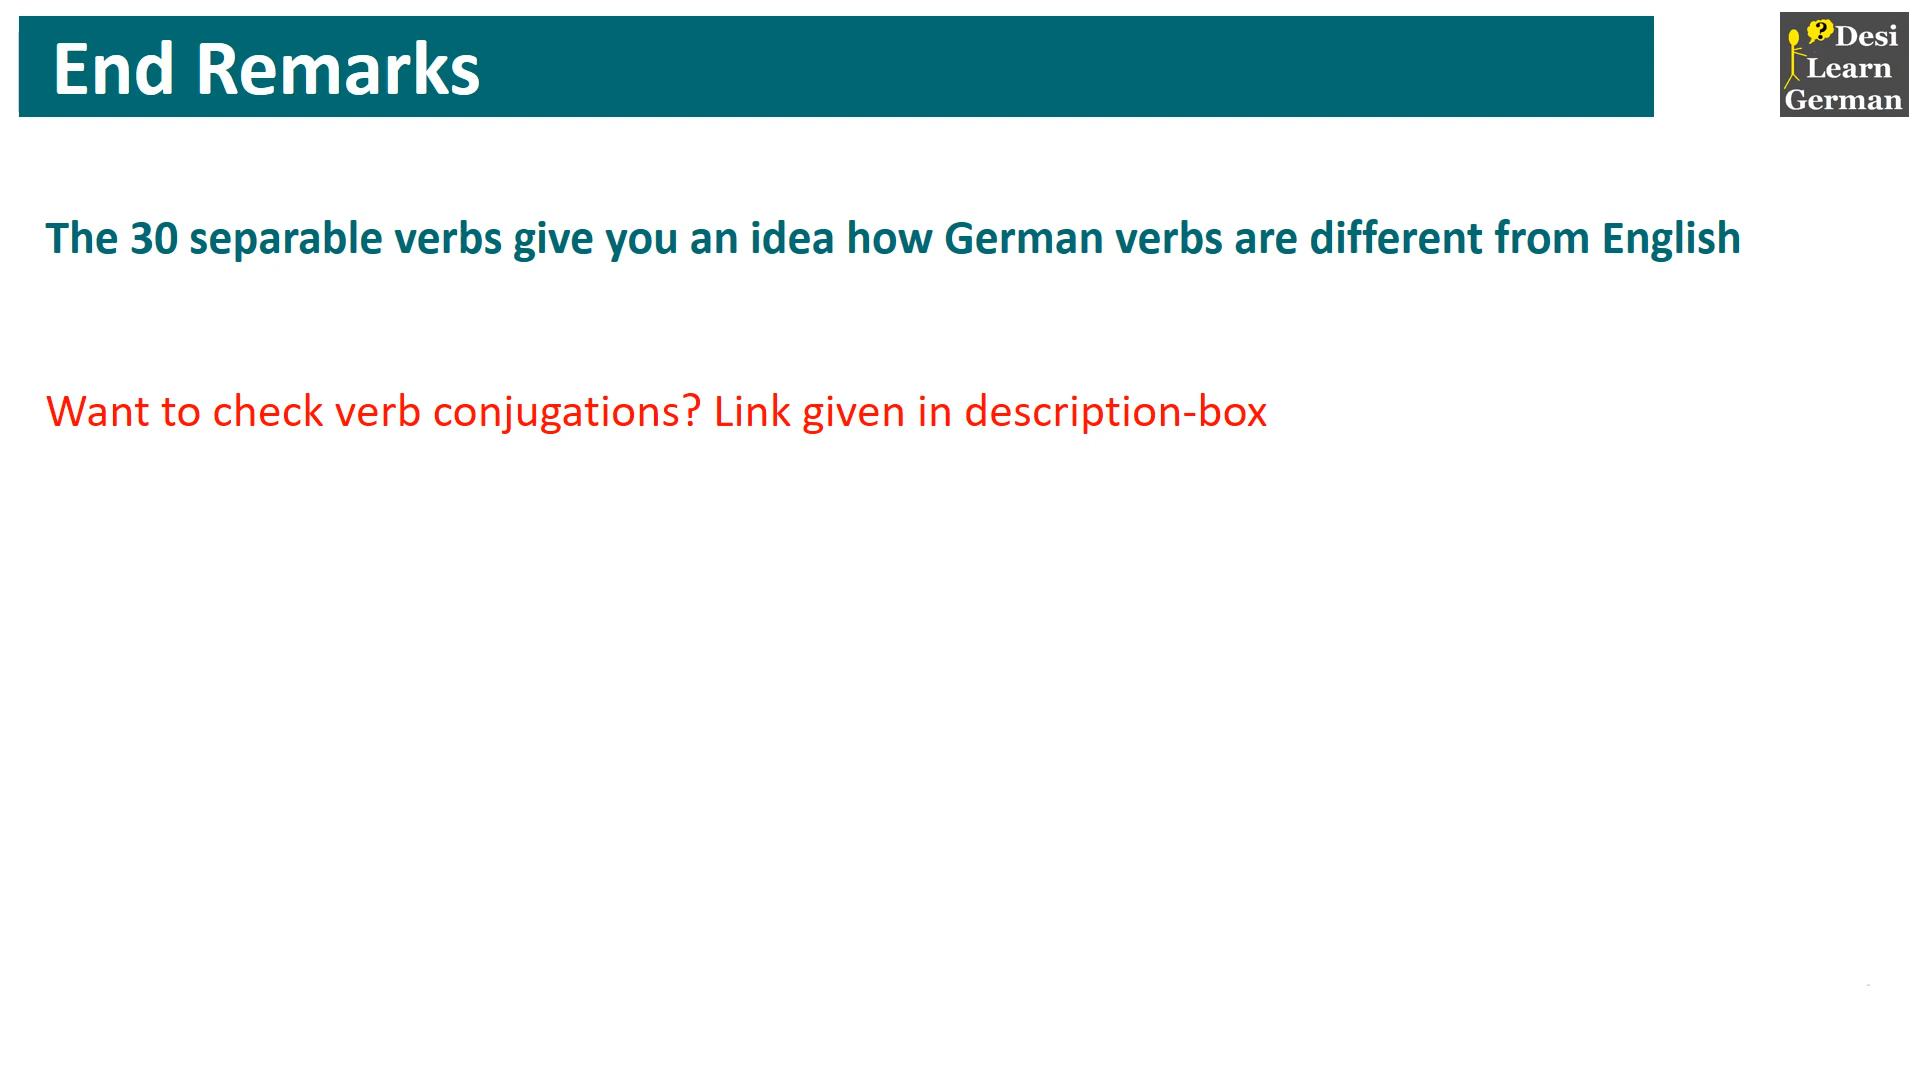 End Remarks
? Desi
Learn
German
The 30 separable verbs give you an idea how German verbs are different from English
Want to check verb conjugations? Link given in description-box